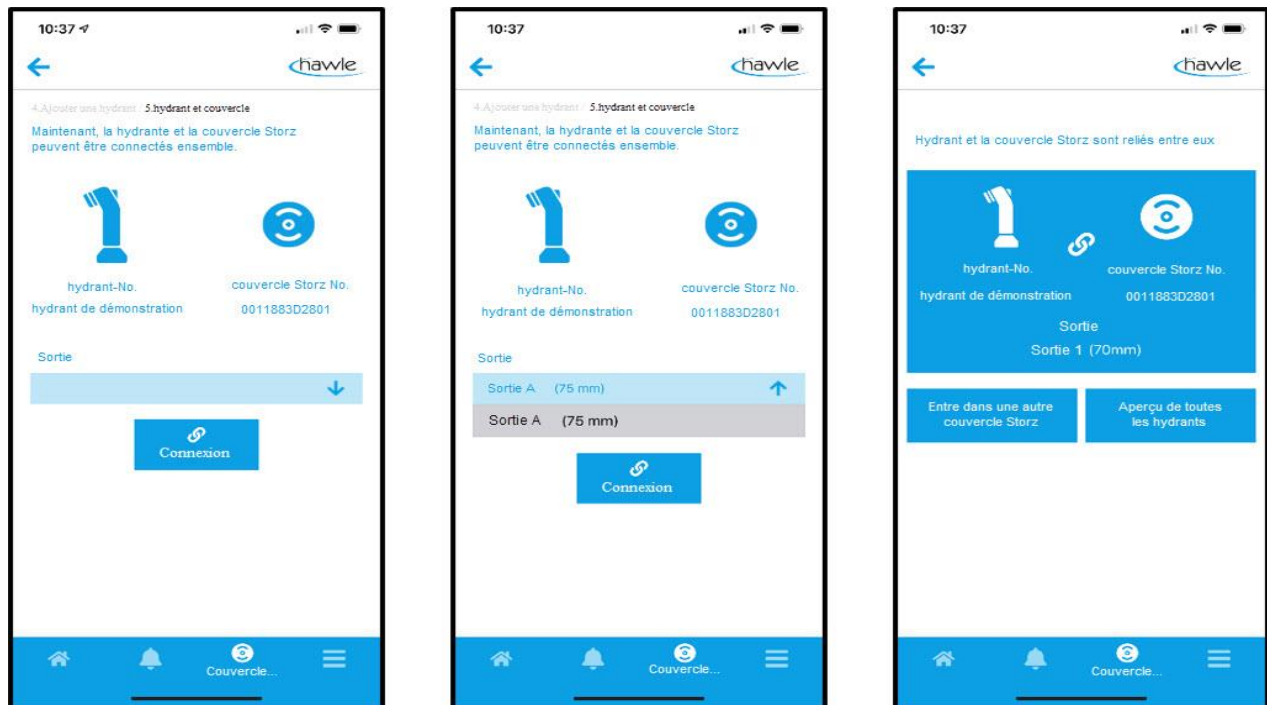 10:37
hawle
4.Ajouter une hydrant / 5.hydrant et couvercle
Maintenant, la hydrante et la couvercle Storz
peuvent être connectés ensemble.
hydrant-No.
couvercle Storz No.
hydrant de démonstration
0011883D2801
Sortie
Connexion
Couvercle...
10:37
hawle
4.Ajouter une hydrant / 5.hydrant et couvercle
Maintenant, la hydrante et la couvercle Storz
peuvent être connectés ensemble.
hydrant-No.
couvercle Storz No.
hydrant de démonstration
0011883D2801
Sortie
Sortie A (75 mm)
Sortie A (75 mm)
Connexion
Couvercle...
10:37
hawle
Hydrant et la couvercle Storz sont reliés entre eux
hydrant-No.
couvercle Storz No.
hydrant de démonstration
0011883D2801
Sortie
Sortie 1 (70mm)
Entre dans une autre
couvercle Storz
Aperçu de toutes
les hydrants
Couvercle...